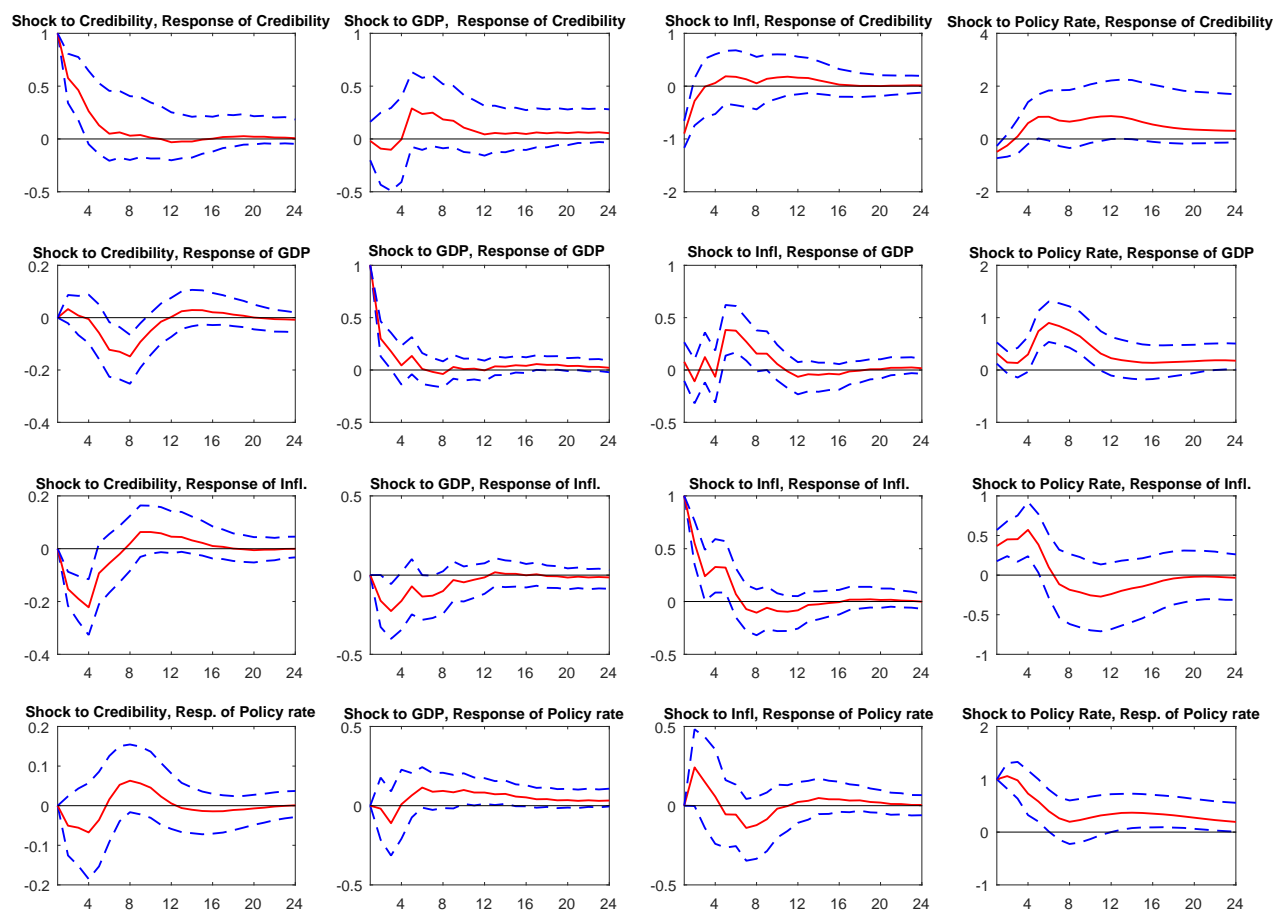 Shock to Credibility, Response of Credibility
1
0.5
0
-0.5
4 8 12 16 20 24
Shock to GDP, Response of Credibility
1
0.5
0
-0.5
4 8 12 16 20 24
Shock to Infl, Response of Credibility
1
0
-1
-2
4 8 12 16 20 24
Shock to Policy Rate, Response of Credibility
4
2
0
-2
4 8 12 16 20 24
Shock to Credibility, Response of GDP
0.2
0
-0.2
-0.4
4 8 12 16 20 24
Shock to GDP, Response of GDP
1
0.5
0
-0.5
4 8 12 16 20 24
Shock to Infl, Response of GDP
1
0.5
0
-0.5
4 8 12 16 20 24
Shock to Policy Rate, Response of GDP
2
1
0
-1
4 8 12 16 20 24
Shock to Credibility, Response of Infl.
0.2
0
-0.2
-0.4
4 8 12 16 20 24
Shock to GDP, Response of Infl.
0.5
0
-0.5
4 8 12 16 20 24
Shock to Infl, Response of Infl.
1
0.5
0
-0.5
4 8 12 16 20 24
Shock to Policy Rate, Response of Infl.
1
0.5
0
-0.5
-1
4 8 12 16 20 24
Shock to Credibility, Resp. of Policy rate
0.2
0.1
0
-0.1
-0.2
4 8 12 16 20 24
Shock to GDP, Response of Policy rate
0.5
0
-0.5
4 8 12 16 20 24
Shock to Infl, Response of Policy rate
0.5
0
-0.5
4 8 12 16 20 24
Shock to Policy Rate, Resp. of Policy rate
2
1
0
-1
4 8 12 16 20 24